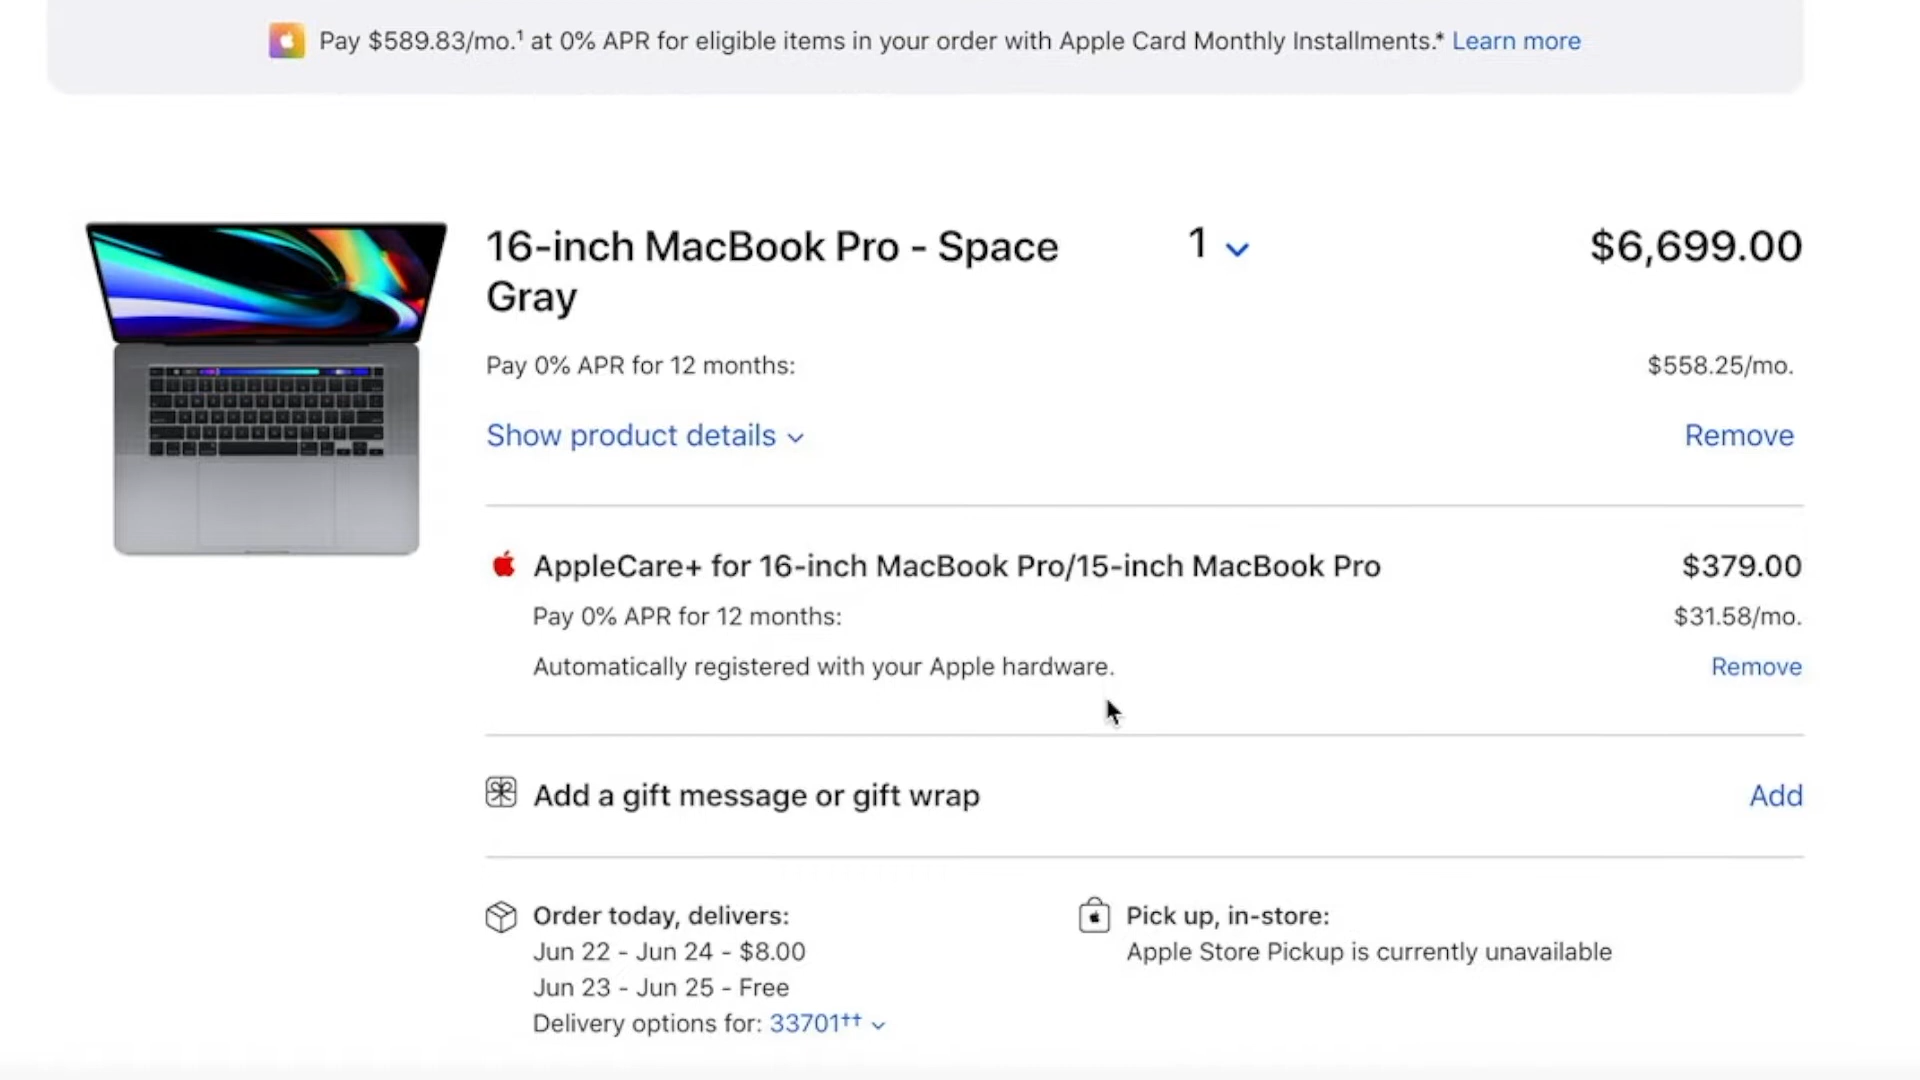 Pay $589.83/mo.¹ at 0% APR for eligible items in your order with Apple Card Monthly Installments.* Learn more
16-inch MacBook Pro - Space
Gray
1
$6,699.00
Pay 0% APR for 12 months:
$558.25/mo.
Show product details
Remove
AppleCare+ for 16-inch MacBook Pro/15-inch MacBook Pro
$379.00
Pay 0% APR for 12 months:
$31.58/mo.
Automatically registered with your Apple hardware.
Remove
Add a gift message or gift wrap
Add
Order today, delivers:
Jun 22 - Jun 24 - $8.00
Jun 23 - Jun 25 - Free
Delivery options for: 33701††
Pick up, in-store:
Apple Store Pickup is currently unavailable